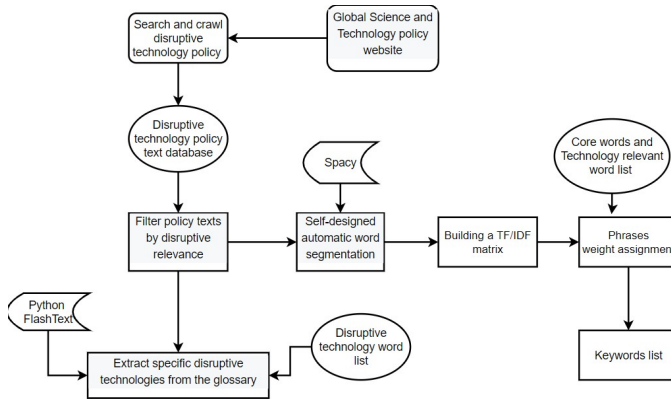 Search and crawl
disruptive
technology policy
Global Science and
Technology policy
website
Disruptive
technology policy
text database
Spacy
Core words and
Technology relevant
word list
Filter policy texts
by disruptive
relevance
Self-designed
automatic word
segmentation
Building a TF/IDF
matrix
Phrases
weight assignment
Python
FlashText
Disruptive
technology word
list
Extract specific disruptive
technologies from the glossary
Keywords list